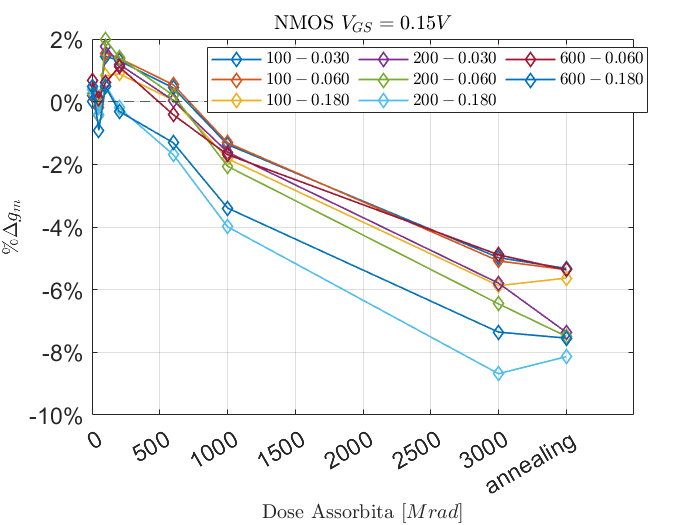 NMOS V_GS = 0.15V
100 − 0.030 200 − 0.030 600 − 0.060
100 − 0.060 200 − 0.060 600 − 0.180
100 − 0.180 200 − 0.180
%Δg_m
2%
0%
-2%
-4%
-6%
-8%
-10%
0 500 1000 1500 2000 2500 3000 annealing
Dose Assorbita [Mrad]